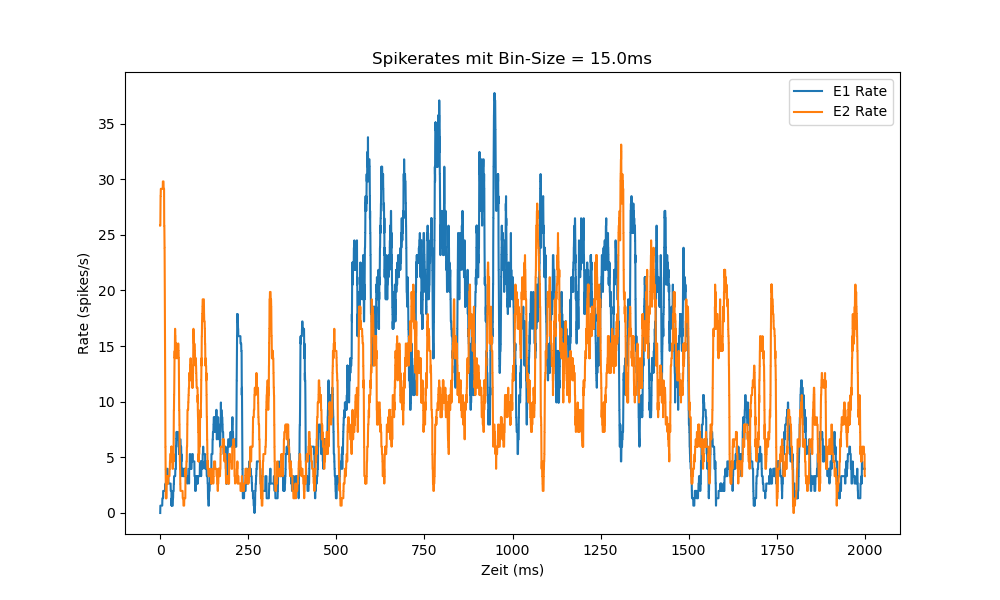 Spikerates mit Bin-Size = 15.0ms
E1 Rate
E2 Rate
35
30
25
20
15
10
5
0
Rate (spikes/s)
0 250 500 750 1000 1250 1500 1750 2000
Zeit (ms)